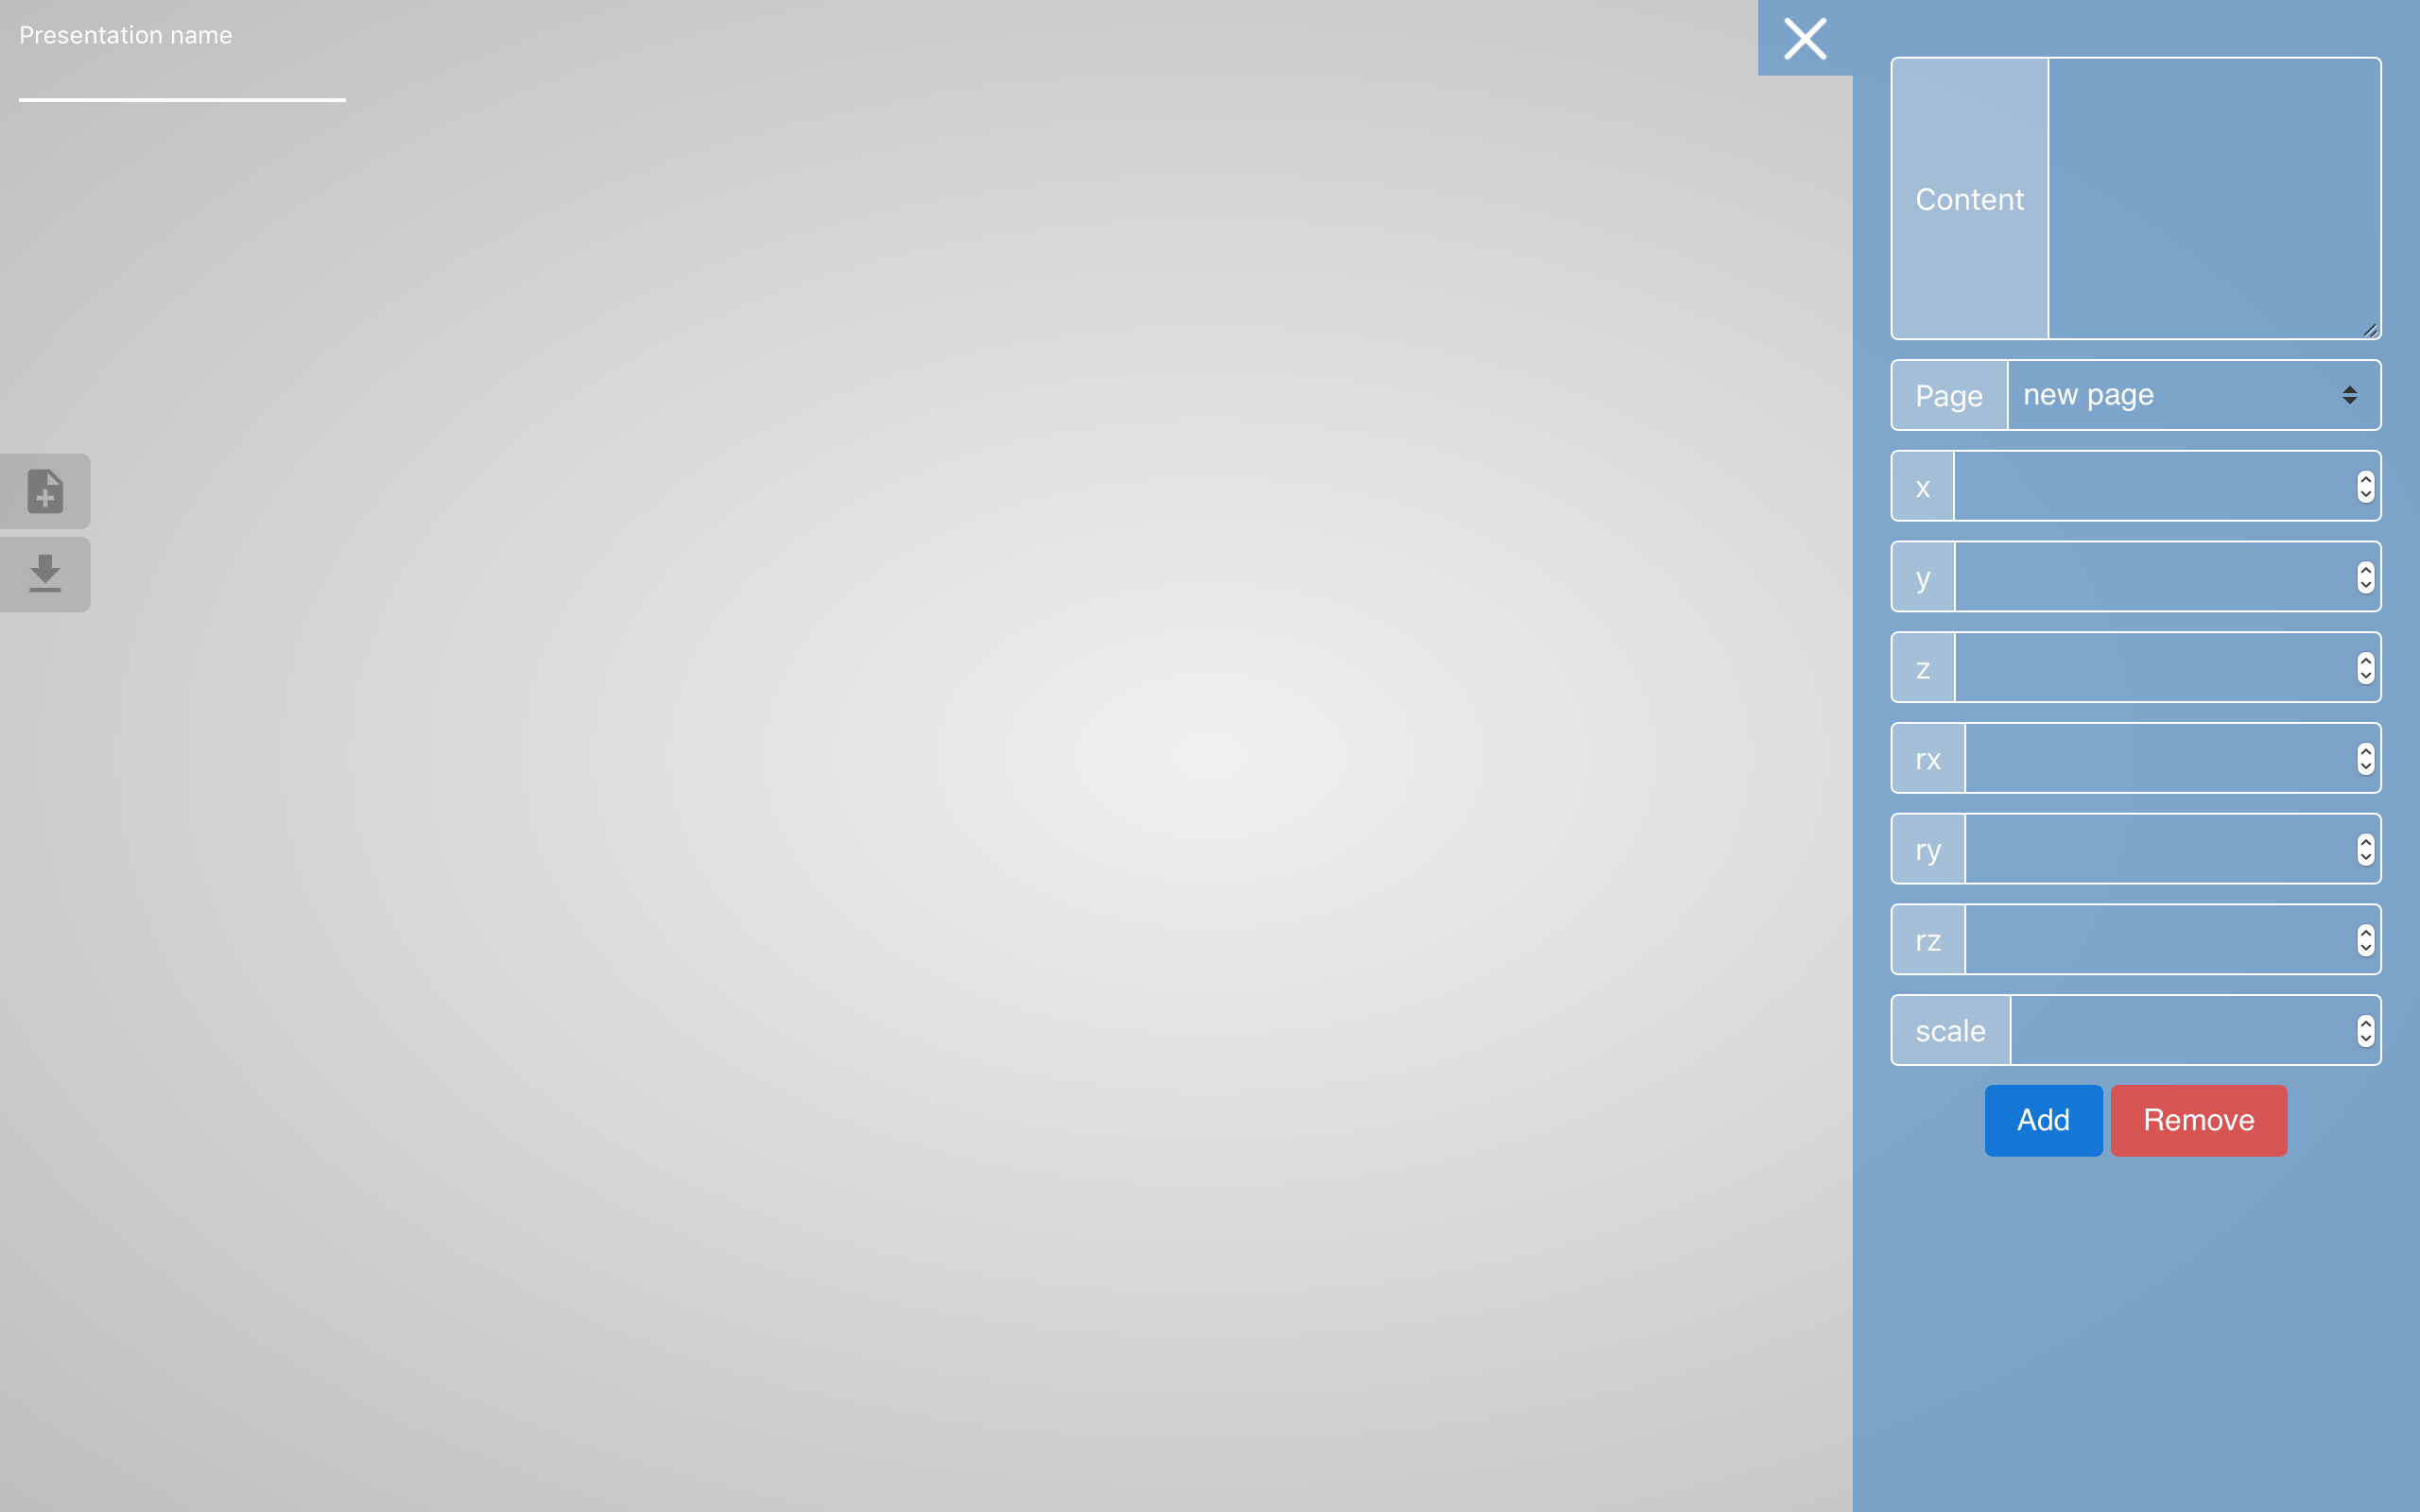 Presentation name
Content
Page new page
x
y
z
rx
ry
rz
scale
Add Remove